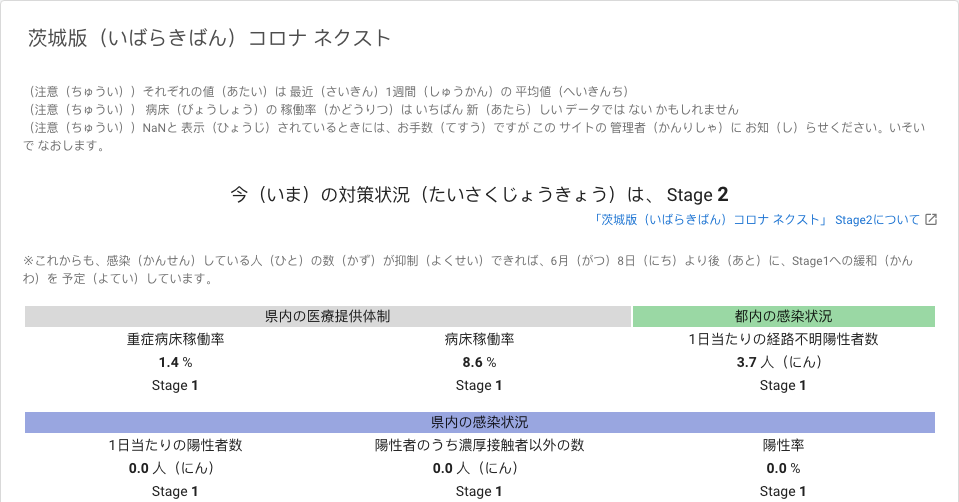 茨城版（いばらきばん）コロナ ネクスト
（注意（ちゅうい））それぞれの値（あたい）は 最近（さいきん）1週間（しゅうかん）の 平均値（へいきんち）
（注意（ちゅうい）） 病床（びょうしょう）の 稼働率（かどうりつ）は いちばん 新（あたら）しい データでは ない かもしれません
（注意（ちゅうい））NaNと 表示（ひょうじ）されているときには、お手数（てすう）ですが この サイトの 管理者（かんりしゃ）に お知（し）らせください。いそい
で なおします。
今（いま）の対策状況（たいさくじょうきょう）は、 Stage 2
「茨城版（いばらきばん）コロナ ネクスト」 Stage2について
※これからも、感染（かんせん）している人（ひと）の数（かず）が抑制（よくせい）できれば、6月（がつ）8日（にち）より後（あと）に、Stage1への緩和（かん
わ）を 予定（よてい）しています。
県内の医療提供体制 都内の感染状況
重症病床稼働率 病床稼働率 1日当たりの経路不明陽性者数
1.4 % 8.6 % 3.7 人（にん）
Stage 1 Stage 1 Stage 1
県内の感染状況
1日当たりの陽性者数 陽性者のうち濃厚接触者以外の数 陽性率
0.0 人（にん） 0.0 人（にん） 0.0 %
Stage 1 Stage 1 Stage 1